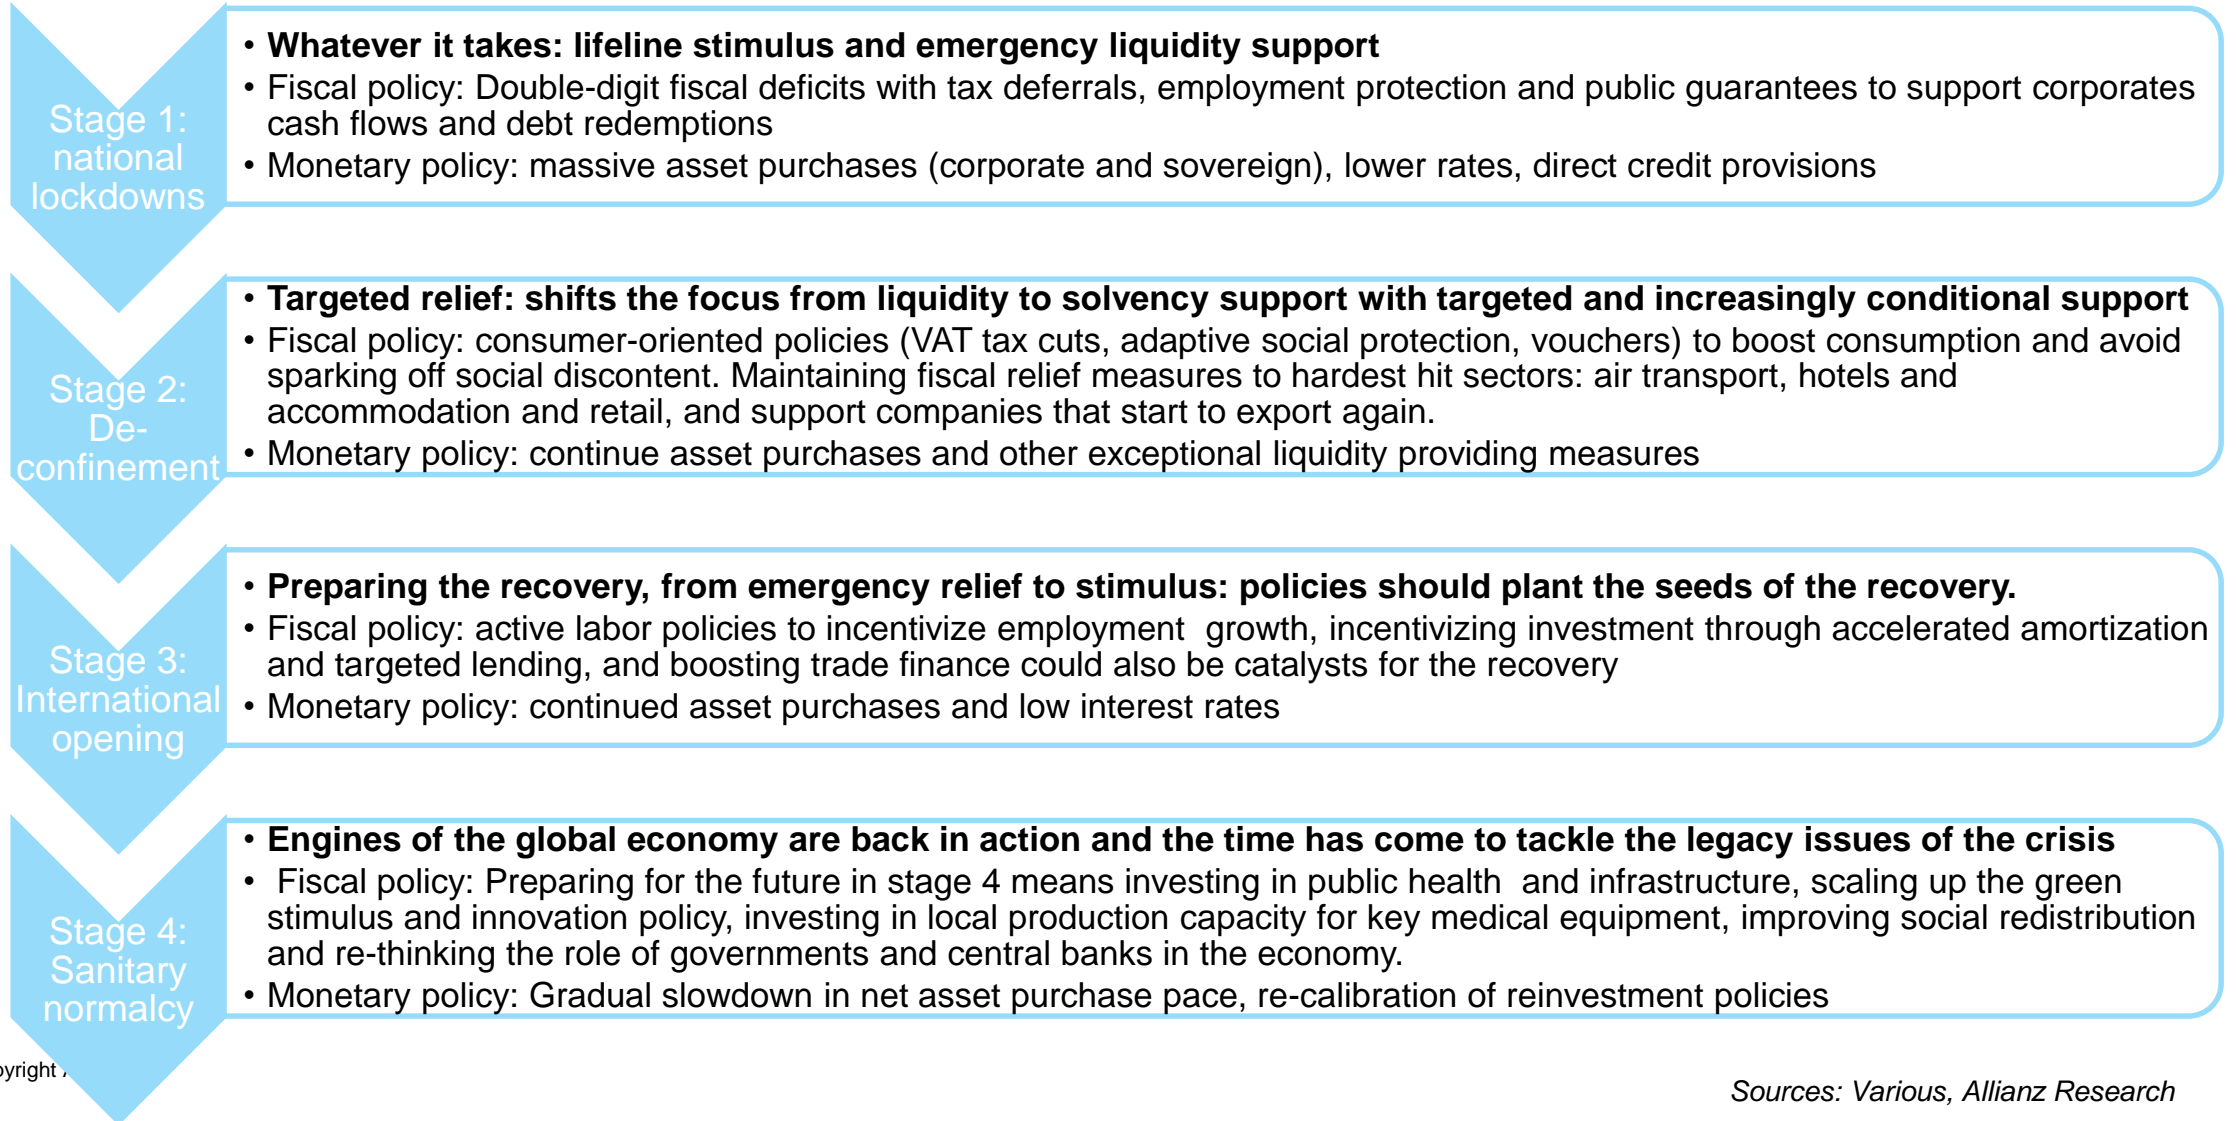 Stage 1:
national
lockdowns
• Whatever it takes: lifeline stimulus and emergency liquidity support
• Fiscal policy: Double-digit fiscal deficits with tax deferrals, employment protection and public guarantees to support corporates
cash flows and debt redemptions
• Monetary policy: massive asset purchases (corporate and sovereign), lower rates, direct credit provisions
Stage 2:
De-
confinement
• Targeted relief: shifts the focus from liquidity to solvency support with targeted and increasingly conditional support
• Fiscal policy: consumer-oriented policies (VAT tax cuts, adaptive social protection, vouchers) to boost consumption and avoid
sparking off social discontent. Maintaining fiscal relief measures to hardest hit sectors: air transport, hotels and
accommodation and retail, and support companies that start to export again.
• Monetary policy: continue asset purchases and other exceptional liquidity providing measures
Stage 3:
International
opening
• Preparing the recovery, from emergency relief to stimulus: policies should plant the seeds of the recovery.
• Fiscal policy: active labor policies to incentivize employment  growth, incentivizing investment through accelerated amortization
and targeted lending, and boosting trade finance could also be catalysts for the recovery
• Monetary policy: continued asset purchases and low interest rates
Stage 4:
Sanitary
normalcy
• Engines of the global economy are back in action and the time has come to tackle the legacy issues of the crisis
•  Fiscal policy: Preparing for the future in stage 4 means investing in public health  and infrastructure, scaling up the green
stimulus and innovation policy, investing in local production capacity for key medical equipment, improving social redistribution
and re-thinking the role of governments and central banks in the economy.
• Monetary policy: Gradual slowdown in net asset purchase pace, re-calibration of reinvestment policies
pyright
Sources: Various, Allianz Research